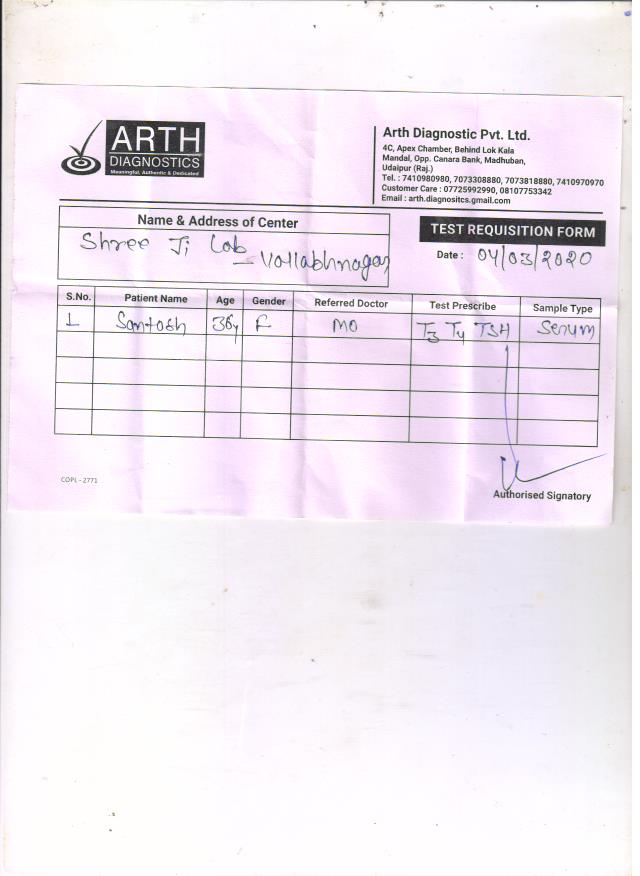 ARTH
DIAGNOSTICS
Meaningful, Authentic & Dedicated
Arth Diagnostic Pvt. Ltd.
4C, Apex Chamber, Behind Lok Kala
Mandal, Opp. Canara Bank, Madhuban,
Udaipur (Raj.)
Tel. : 7410980980, 7073308880, 7073818880, 7410970970
Customer Care : 07725992990, 08107753342
Email : arth.diagnositcs.gmail.com
Name & Address of Center
Shree Ji Lab
– Vallabhnagar
TEST REQUISITION FORM
Date : 04/03/2020
S.No. Patient Name Age Gender Referred Doctor Test Prescribe Sample Type
1 Santosh 36y F MO T3 T4 TSH Serum
COPL - 2771
Authorised Signatory